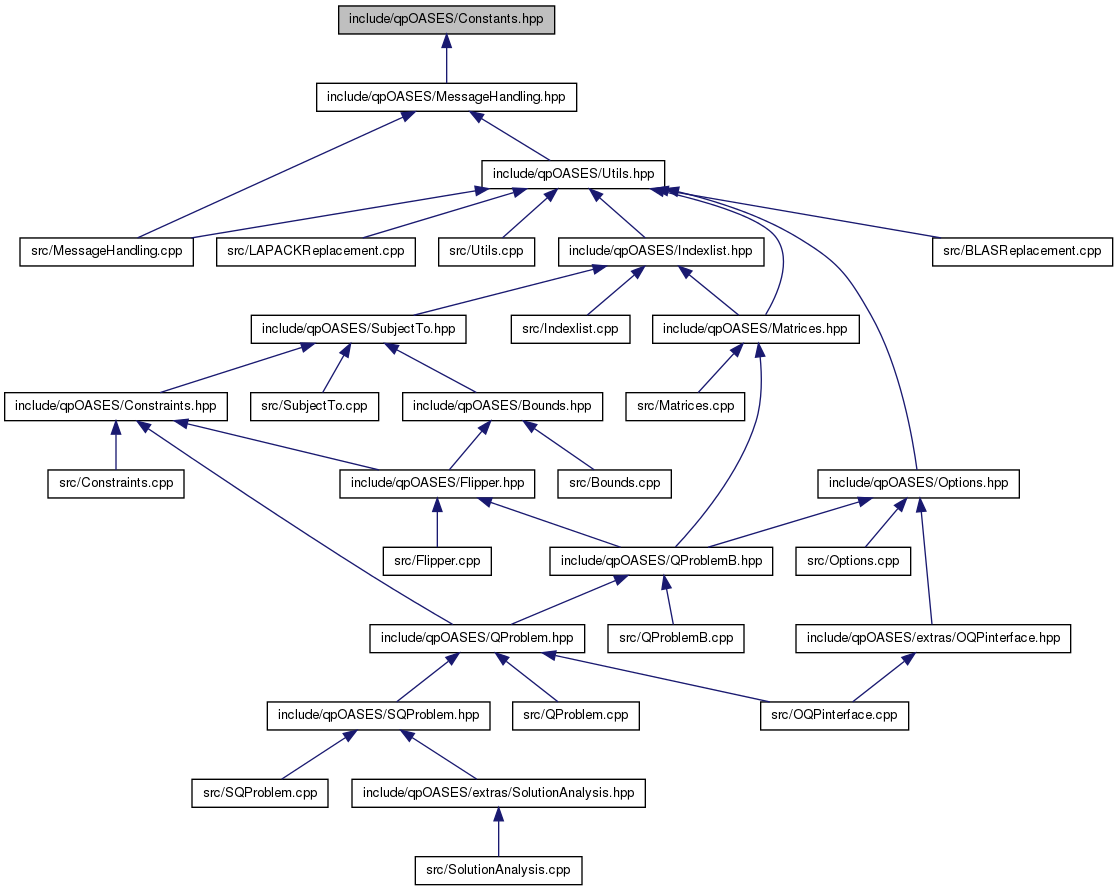 include/qpOASES/Constants.hpp
include/qpOASES/MessageHandling.hpp
include/qpOASES/Utils.hpp
src/MessageHandling.cpp
src/LAPACKReplacement.cpp
src/Utils.cpp
include/qpOASES/Indexlist.hpp
src/BLASReplacement.cpp
include/qpOASES/SubjectTo.hpp
src/Indexlist.cpp
include/qpOASES/Matrices.hpp
include/qpOASES/Constraints.hpp
src/SubjectTo.cpp
include/qpOASES/Bounds.hpp
src/Matrices.cpp
src/Constraints.cpp
include/qpOASES/Flipper.hpp
src/Bounds.cpp
include/qpOASES/Options.hpp
src/Flipper.cpp
include/qpOASES/QProblemB.hpp
src/Options.cpp
include/qpOASES/QProblem.hpp
src/QProblemB.cpp
include/qpOASES/extras/OQPinterface.hpp
include/qpOASES/SQProblem.hpp
src/QProblem.cpp
src/OQPinterface.cpp
src/SQProblem.cpp
include/qpOASES/extras/SolutionAnalysis.hpp
src/SolutionAnalysis.cpp